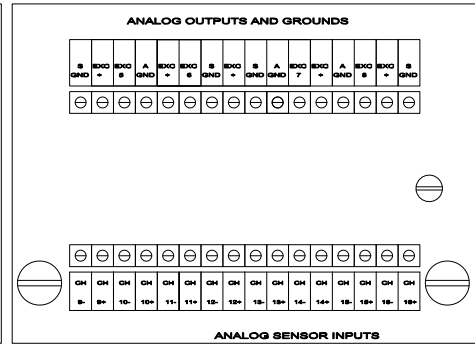 ANALOG OUTPUTS AND GROUNDS
S EXC EXC A EXC EXC S EXC S A EXC EXC A EXC EXC S
GND + 5 GND + 6 GND + GND GND 7 + GND 8 + GND
CH CH CH CH CH CH CH CH CH CH CH CH CH CH CH CH
9- 9+ 10- 10+ 11- 11+ 12- 12+ 13- 13+ 14- 14+ 15- 15+ 16- 16+
ANALOG SENSOR INPUTS